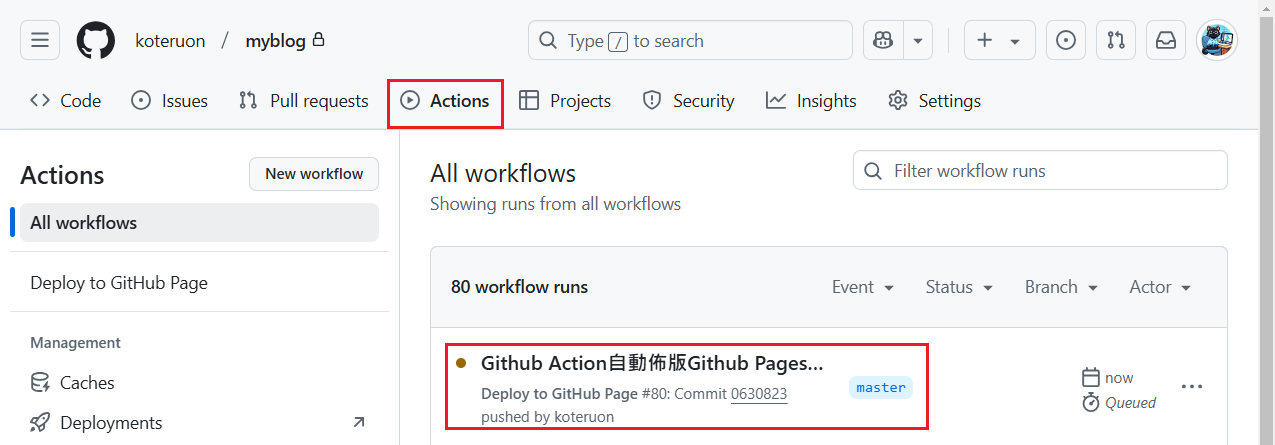 koteruon / myblog
Type / to search
Code
Issues
Pull requests
Actions
Projects
Security
Insights
Settings
Actions
New workflow
All workflows
Deploy to GitHub Page
Management
Caches
Deployments
All workflows
Showing runs from all workflows
Filter workflow runs
80 workflow runs
Event
Status
Branch
Actor
Github Action自動佈版Github Pages...
Deploy to GitHub Page #80: Commit 0630823
pushed by koteruon
master
now
Queued